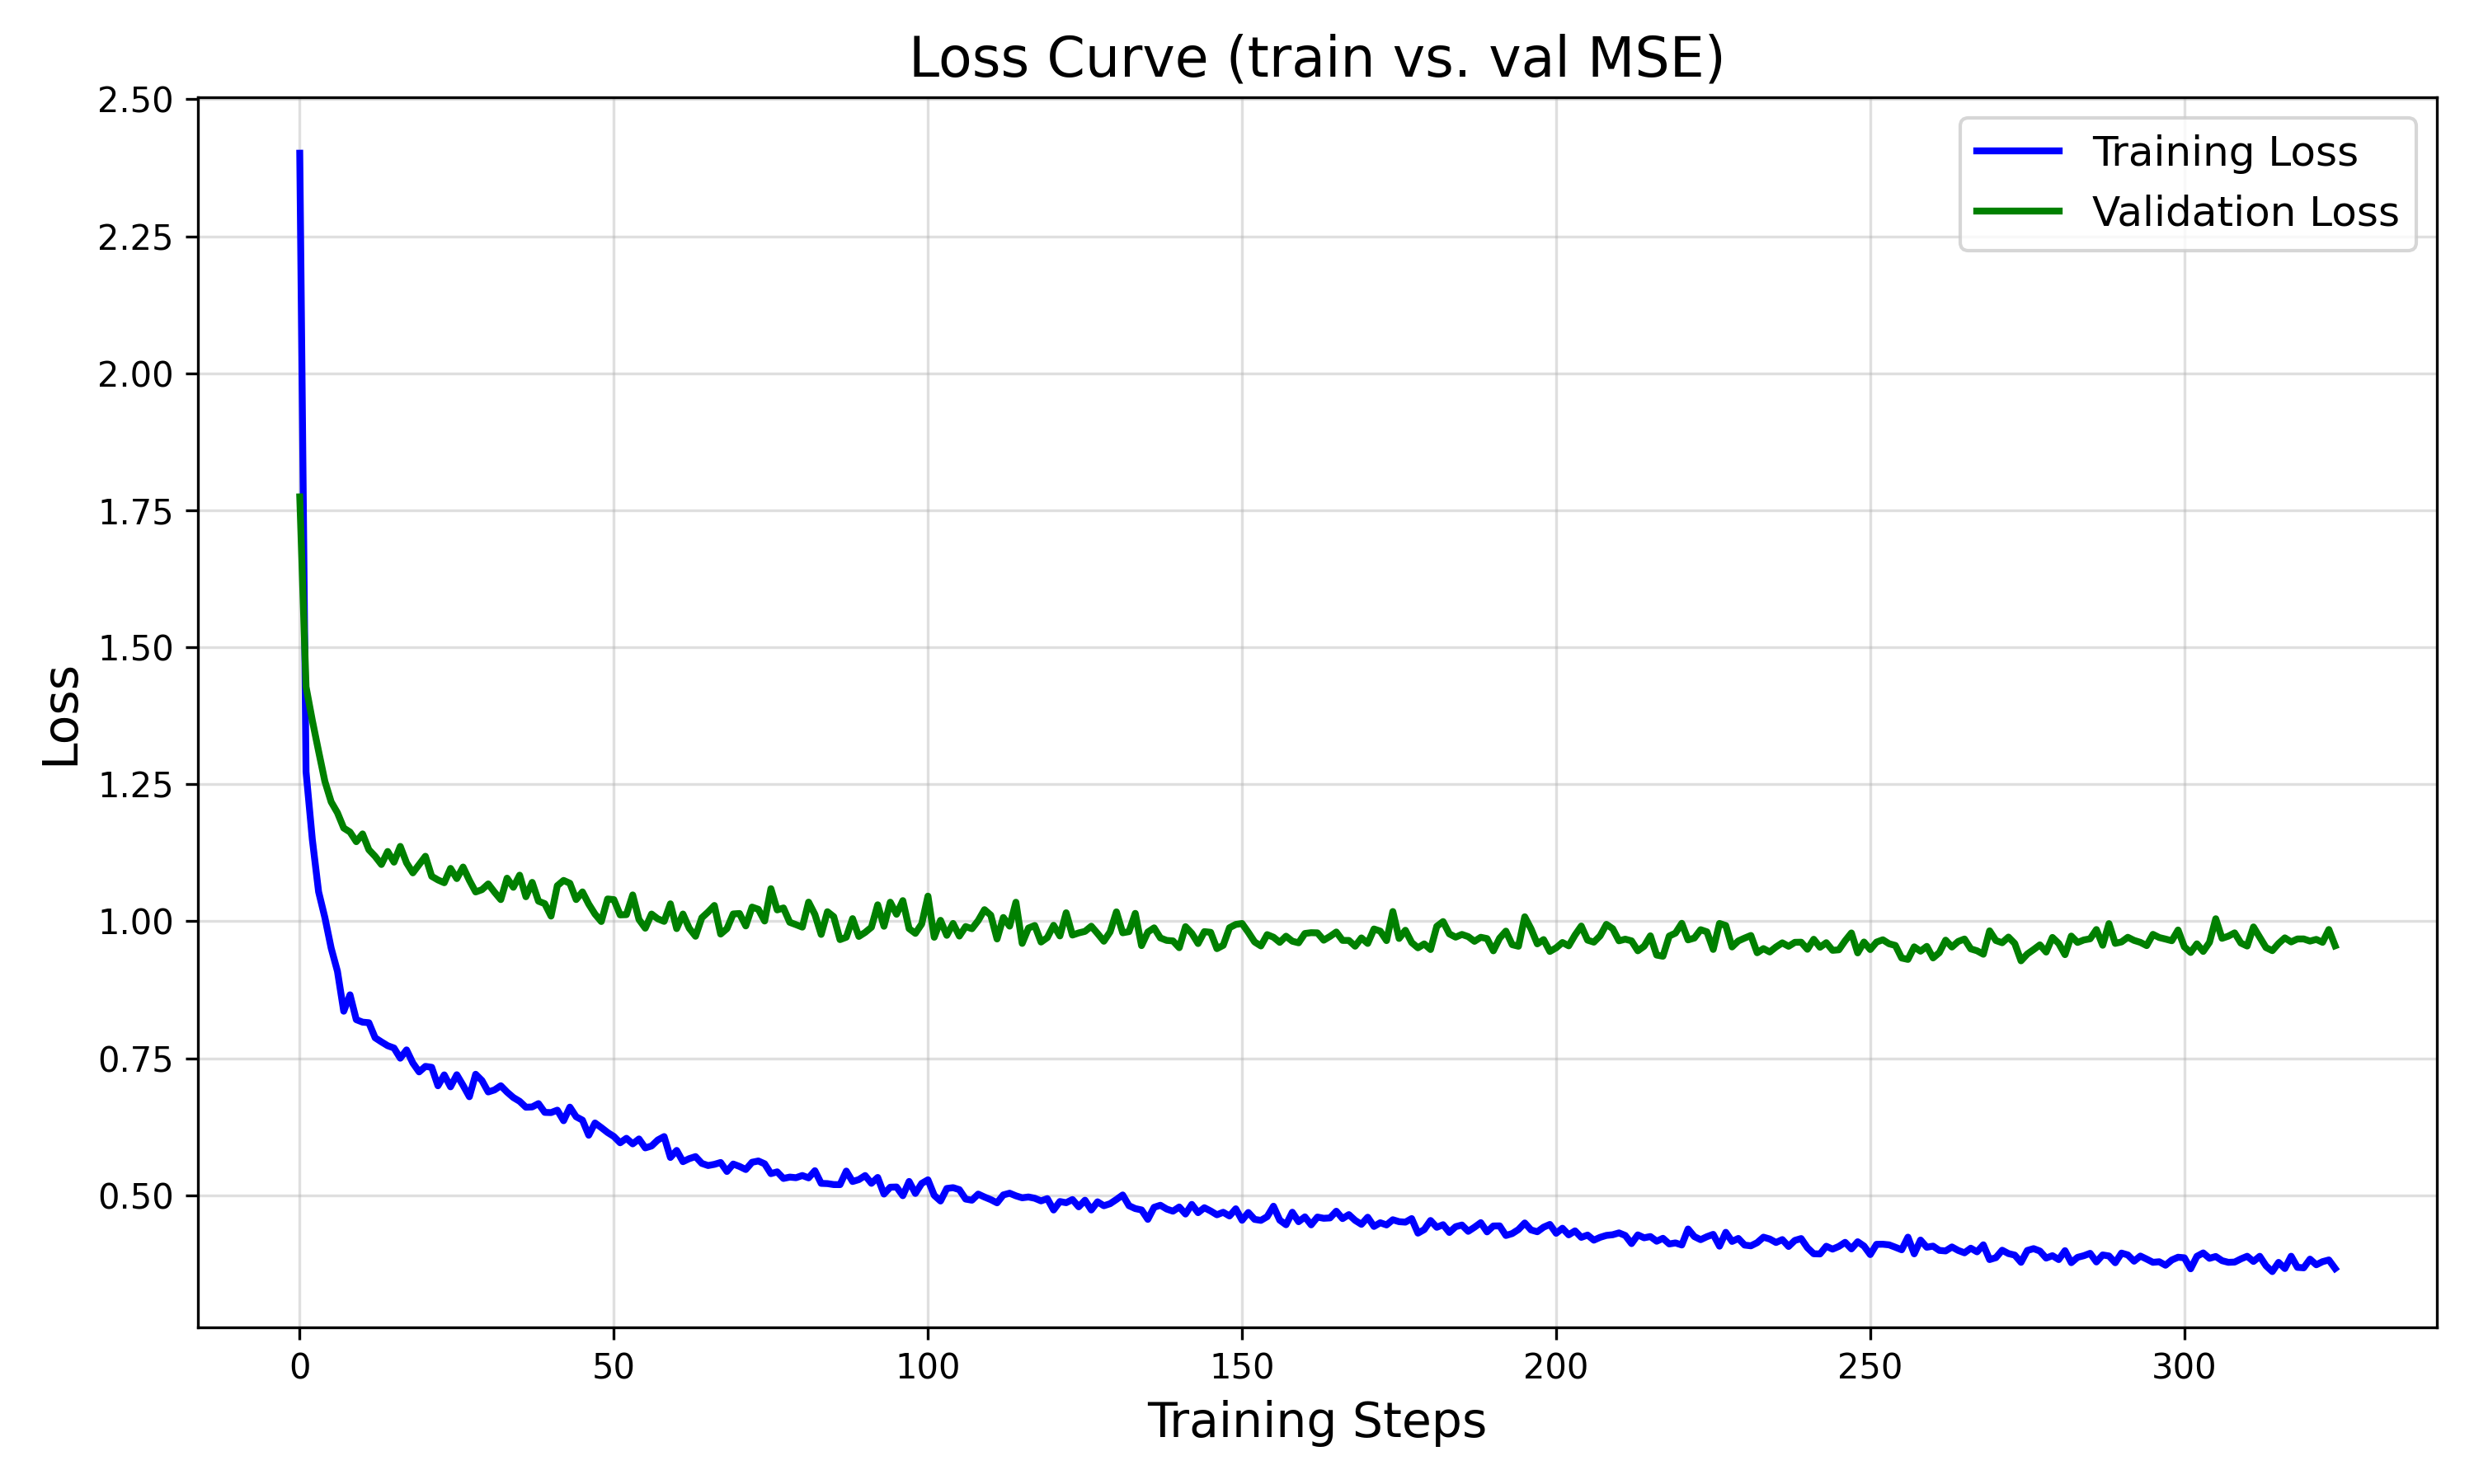 Loss Curve (train vs. val MSE)
2.50
2.25
2.00
1.75
1.50
1.25
1.00
0.75
0.50
Loss
Training Loss
Validation Loss
0 50 100 150 200 250 300
Training Steps